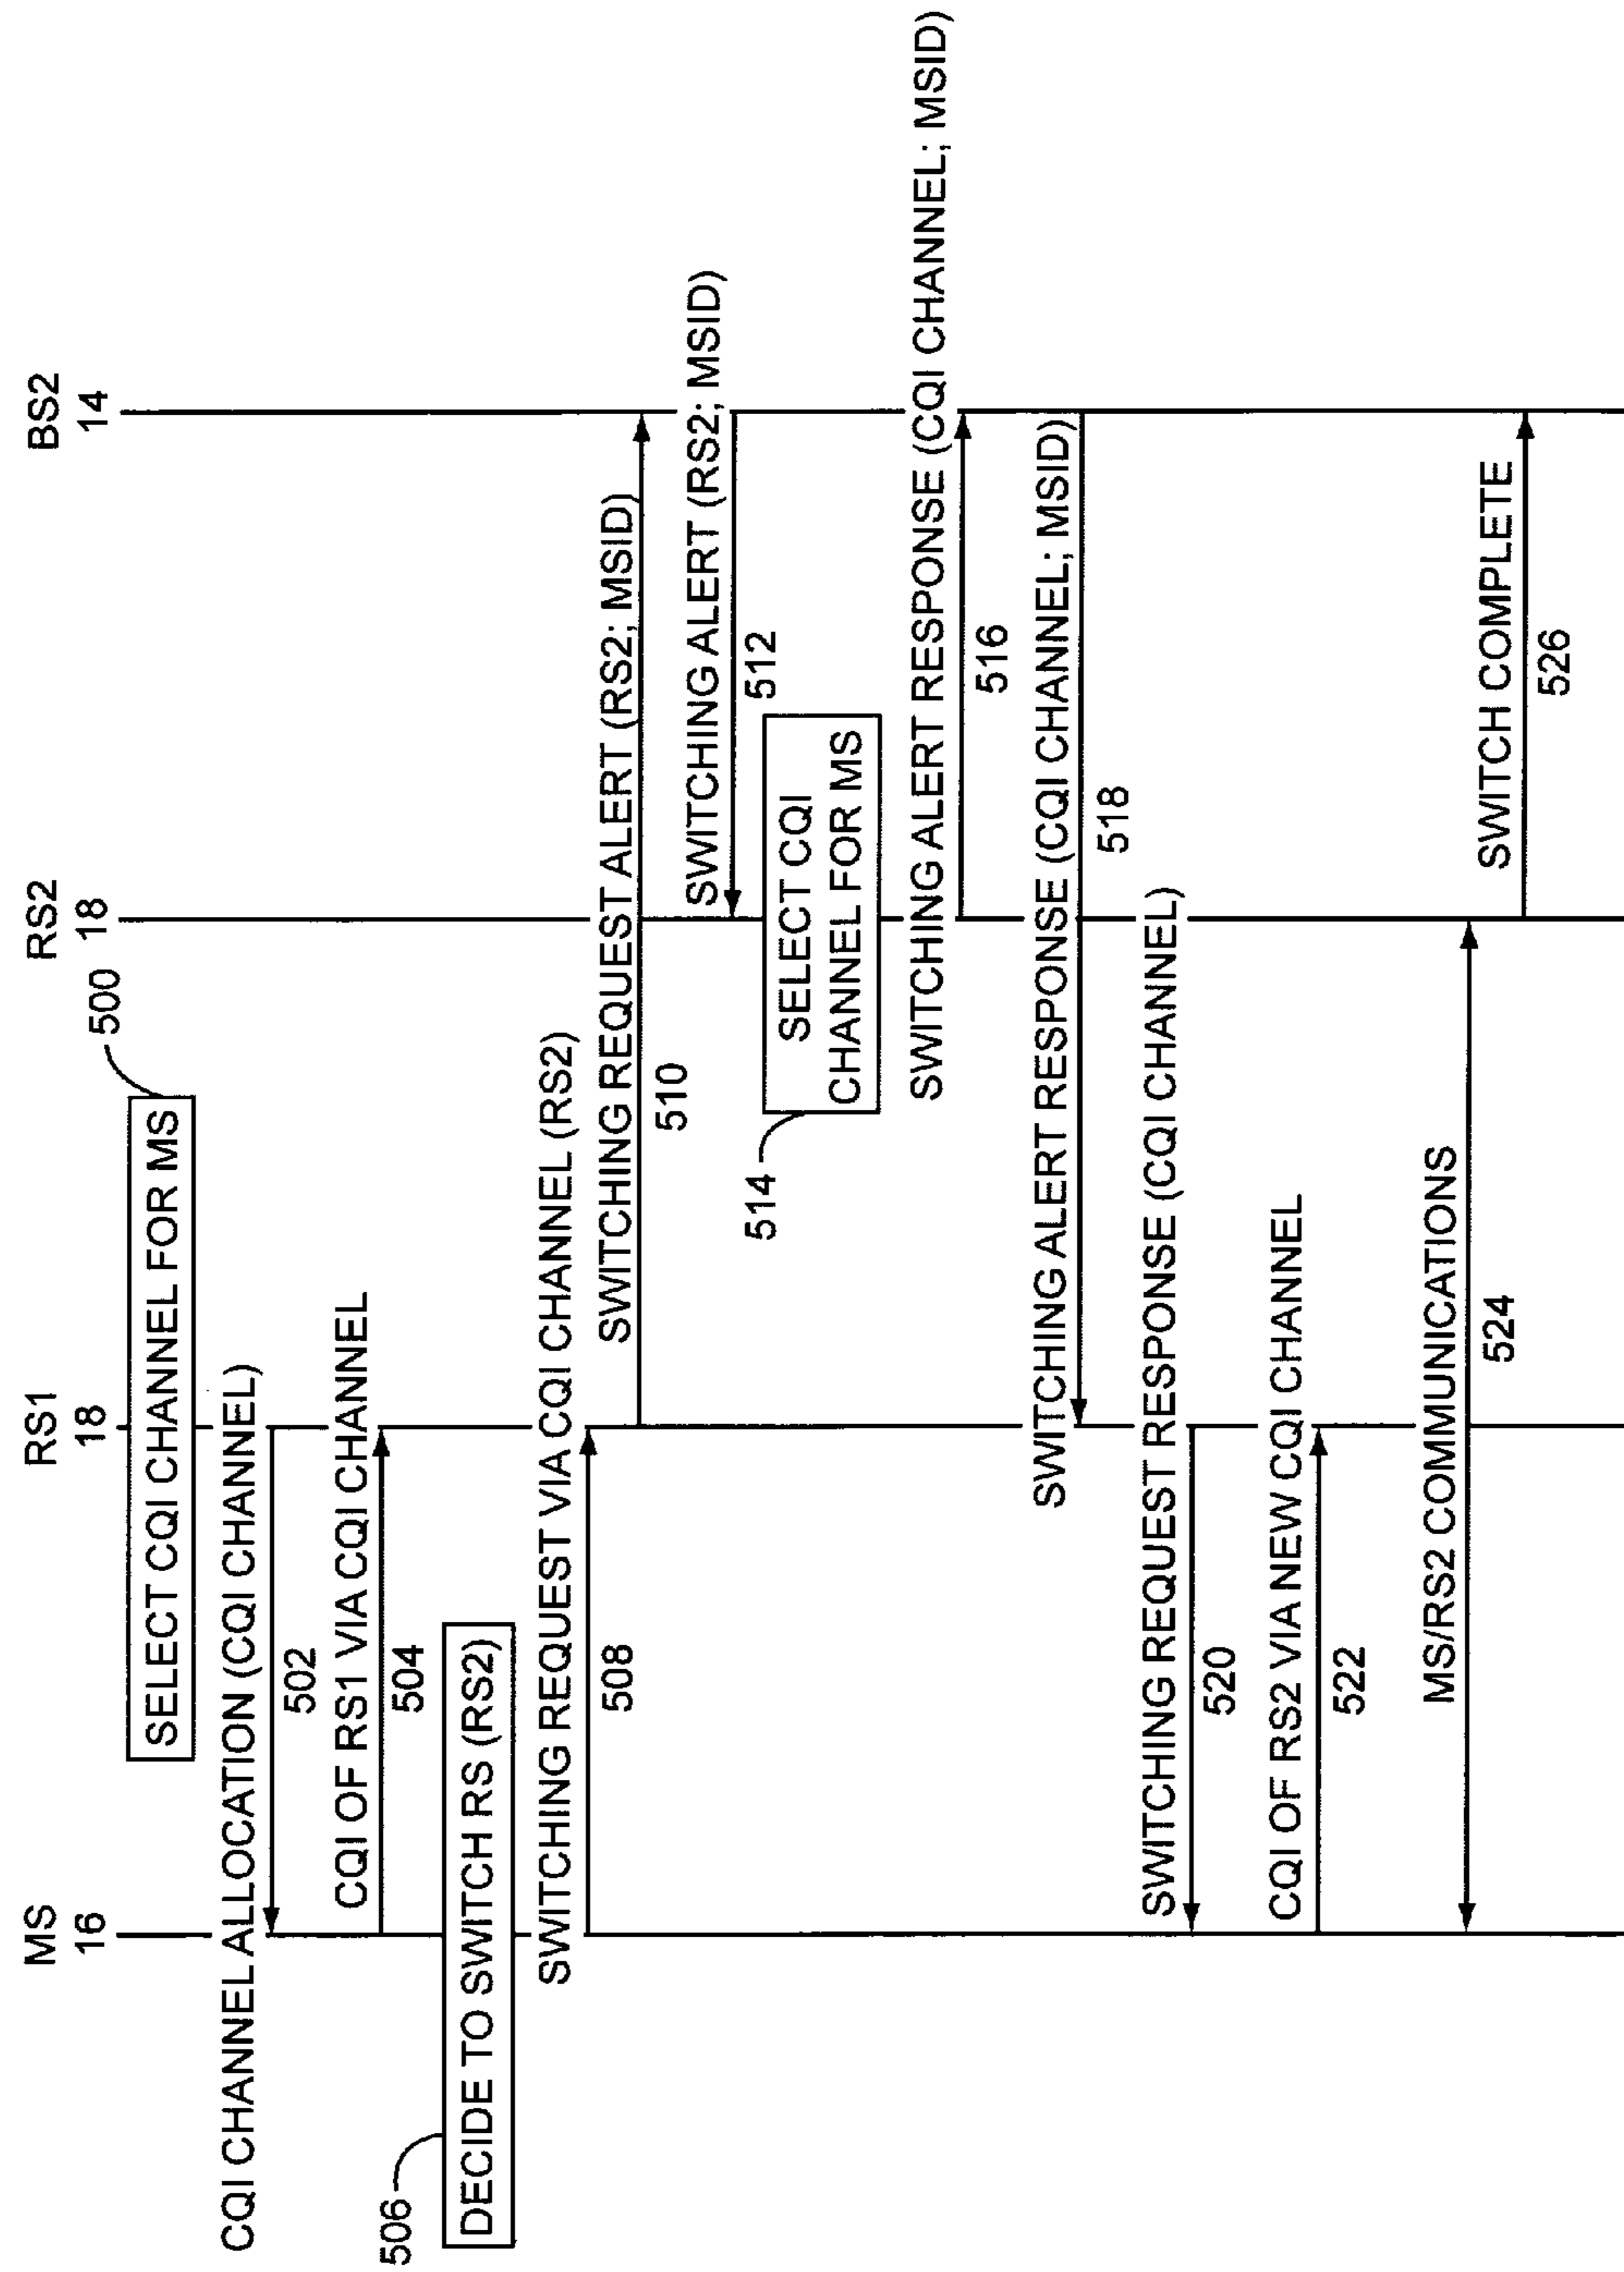 MS
16
RS1
18
RS2
18
BS2
14
SELECT CQI CHANNEL FOR MS
500
CQI CHANNEL ALLOCATION (CQI CHANNEL)
502
CQI OF RS1 VIA CQI CHANNEL
504
506
DECIDE TO SWITCH RS (RS2)
SWITCHING REQUEST VIA CQI CHANNEL (RS2)
508
SWITCHING REQUEST ALERT (RS2; MSID)
510
SWITCHING ALERT (RS2; MSID)
512
514
SELECT CQI
CHANNEL FOR MS
SWITCHING ALERT RESPONSE (CQI CHANNEL; MSID)
516
SWITCHING ALERT RESPONSE (CQI CHANNEL; MSID)
518
SWITCHING REQUEST RESPONSE (CQI CHANNEL)
520
CQI OF RS2 VIA NEW CQI CHANNEL
522
MS/RS2 COMMUNICATIONS
524
SWITCH COMPLETE
526